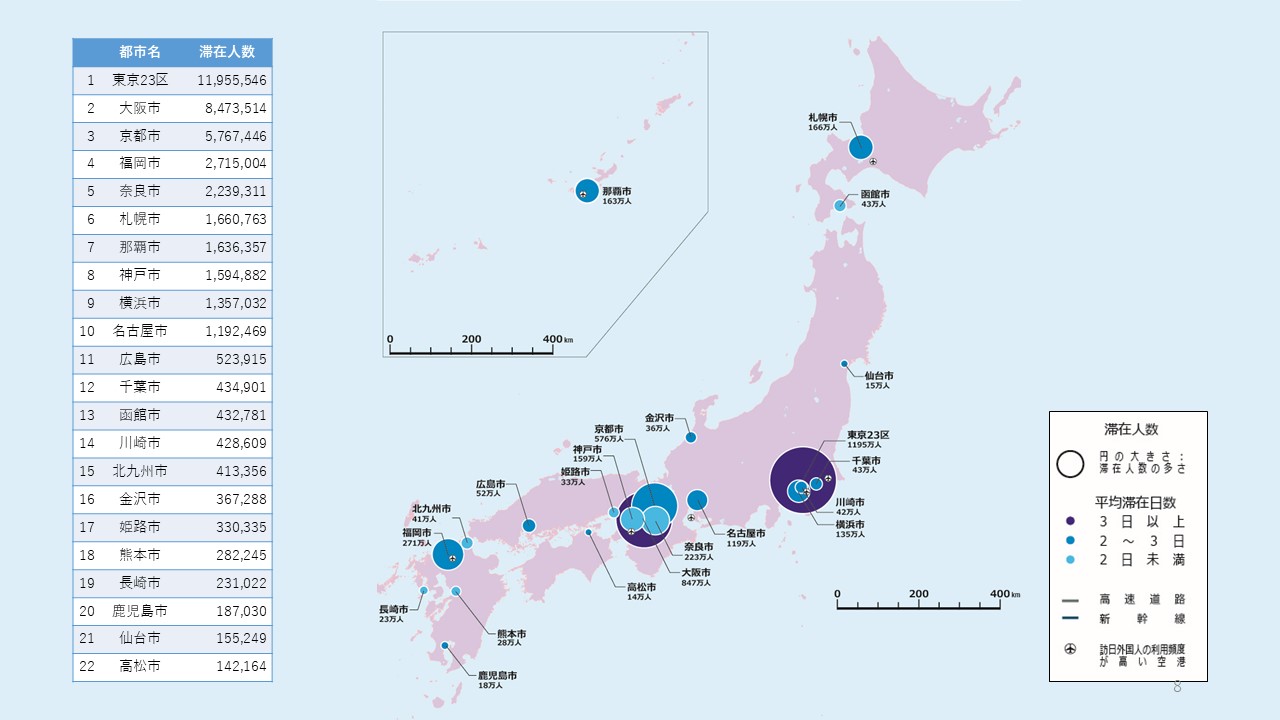 都市名 滞在人数
1 東京23区 11,955,546
2 大阪市 8,473,514
3 京都市 5,767,446
4 福岡市 2,715,004
5 奈良市 2,239,311
6 札幌市 1,660,763
7 那覇市 1,636,357
8 神戸市 1,594,882
9 横浜市 1,357,032
10 名古屋市 1,192,469
11 広島市 523,915
12 千葉市 434,901
13 函館市 432,781
14 川崎市 428,609
15 北九州市 413,356
16 金沢市 367,288
17 姫路市 330,335
18 熊本市 282,245
19 長崎市 231,022
20 鹿児島市 187,030
21 仙台市 155,249
22 高松市 142,164
那覇市
163万人
0 200 400 km
札幌市
166万人
函館市
43万人
仙台市
15万人
金沢市
36万人
京都市
576万人
神戸市
159万人
姫路市
33万人
広島市
52万人
北九州市
41万人
福岡市
271万人
長崎市
23万人
熊本市
28万人
鹿児島市
18万人
高松市
14万人
大阪市
847万人
奈良市
223万人
名古屋市
119万人
東京23区
1195万人
千葉市
43万人
川崎市
42万人
横浜市
135万人
0 200 400 km
滞在人数
円の大きさ：
滞在人数の多さ
平均滞在日数
3日以上
2～3日
2日未満
高速道路
新幹線
訪日外国人の利用頻度
が高い空港
8